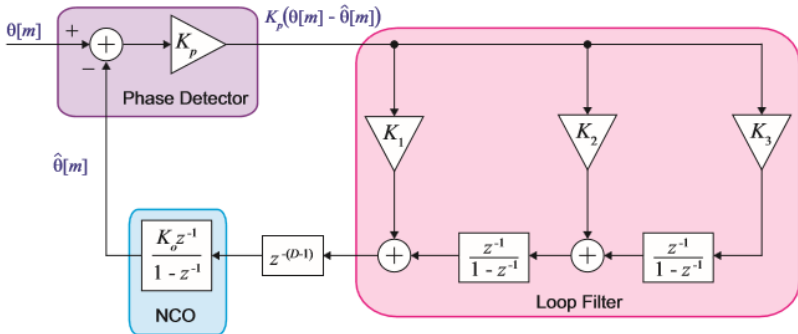 θ[m]
+
−
+
K_p
K_p(θ[m] - θ̂[m])
Phase Detector
K_1
K_2
K_3
θ̂[m]
K_o z^{-1}
1 - z^{-1}
NCO
z^{-(D-1)}
+
z^{-1}
1 - z^{-1}
+
z^{-1}
1 - z^{-1}
Loop Filter